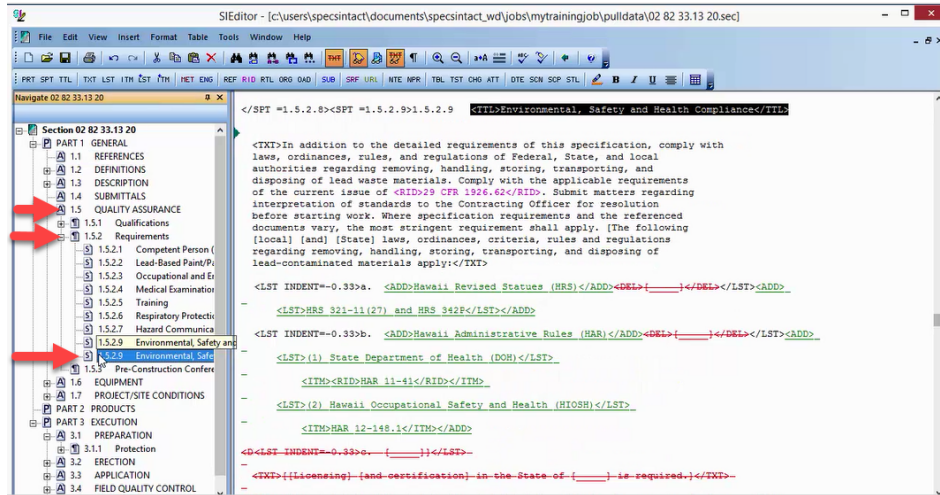 SIEditor - [c:\users\specsintact\documents\specsintact_wd\jobs\mytrainingjob\pulldata\02 82 33.13 20.sec]
File Edit View Insert Format Table Tools Window Help
PRT SPT TTL TXT LST ITM LST ITM MET ENG REF RID RTL ORG OAD SUB SRF URL NTE NPR TBL TST CHG ATT DTE SCN SCP STL B I U
Navigate 02 82 33.13 20
Section 02 82 33.13 20
PART 1 GENERAL
1.1 REFERENCES
1.2 DEFINITIONS
1.3 DESCRIPTION
1.4 SUBMITTALS
1.5 QUALITY ASSURANCE
1.5.1 Qualifications
1.5.2 Requirements
1.5.2.1 Competent Person (
1.5.2.2 Lead-Based Paint/Pa
1.5.2.3 Occupational and En
1.5.2.4 Medical Examination
1.5.2.5 Training
1.5.2.6 Respiratory Protectio
1.5.2.7 Hazard Communica
1.5.2.9 Environmental, Safety and
1.5.2.9 Environmental, Safe
1.5.3 Pre-Construction Confere
1.6 EQUIPMENT
1.7 PROJECT/SITE CONDITIONS
PART 2 PRODUCTS
PART 3 EXECUTION
3.1 PREPARATION
3.1.1 Protection
3.2 ERECTION
3.3 APPLICATION
3.4 FIELD QUALITY CONTROL
</SPT =1.5.2.8><SPT =1.5.2.9>1.5.2.9 <TTL>Environmental, Safety and Health Compliance</TTL>
<TXT>In addition to the detailed requirements of this specification, comply with
laws, ordinances, rules, and regulations of Federal, State, and local
authorities regarding removing, handling, storing, transporting, and
disposing of lead waste materials. Comply with the applicable requirements
of the current issue of <RID>29 CFR 1926.62</RID>. Submit matters regarding
interpretation of standards to the Contracting Officer for resolution
before starting work. Where specification requirements and the referenced
documents vary, the most stringent requirement shall apply. [The following
[local] [and] [State] laws, ordinances, criteria, rules and regulations
regarding removing, handling, storing, transporting, and disposing of
lead-contaminated materials apply:</TXT>
<LST INDENT=-0.33>a. <ADD>Hawaii Revised Statues (HRS)</ADD><DEL>[_____]</DEL></LST><ADD>
<LST>HRS 321-11(27) and HRS 342P</LST></ADD>
<LST INDENT=-0.33>b. <ADD>Hawaii Administrative Rules (HAR)</ADD><DEL>[_____]</DEL></LST><ADD>
<LST>(1) State Department of Health (DOH)</LST>
<ITM><RID>HAR 11-41</RID></ITM>
<LST>(2) Hawaii Occupational Safety and Health (HIOSH)</LST>
<ITM>HAR 12-148.1</ITM></ADD>
<D<LST INDENT=-0.33>c. [_____]]</LST>
<TXT>[[Licensing] [and certification] in the State of [_____] is required.]</TXT>